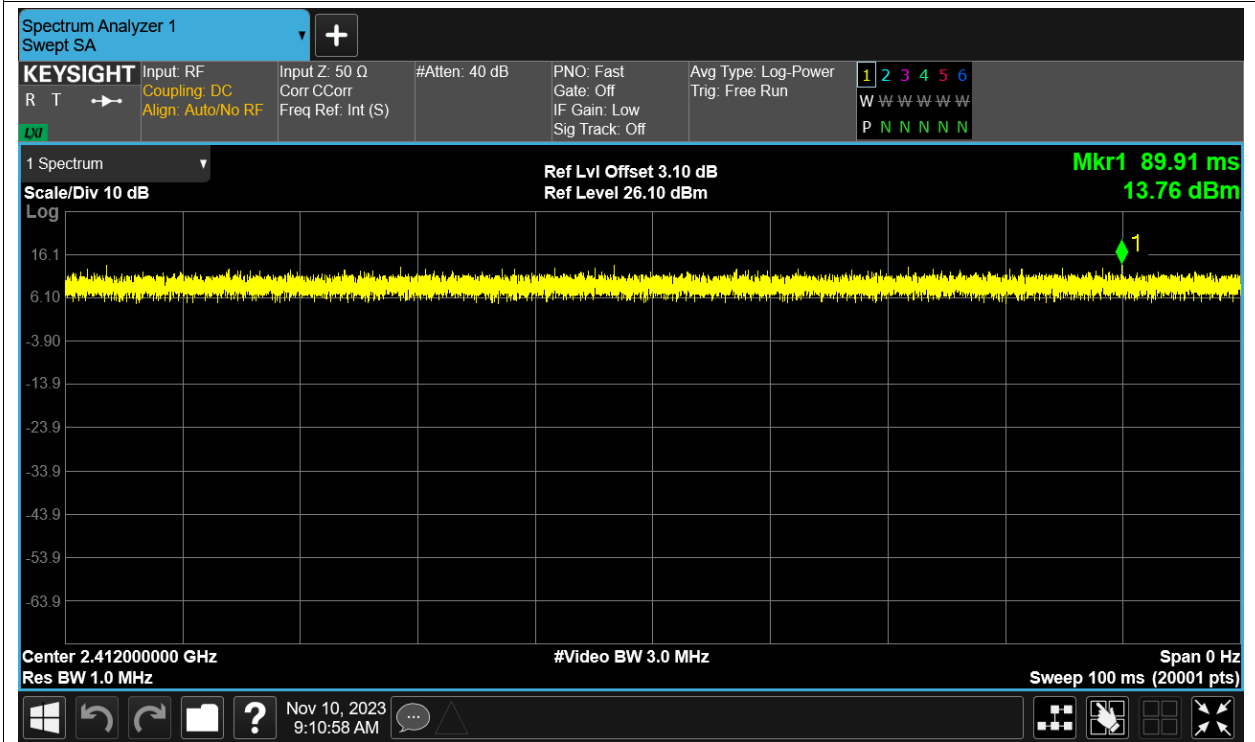 Spectrum Analyzer 1
Swept SA
+
KEYSIGHT
R T
LXI
Input: RF
Coupling: DC
Align: Auto/No RF
Input Z: 50 Ω
Corr CCorr
Freq Ref: Int (S)
#Atten: 40 dB
PNO: Fast
Gate: Off
IF Gain: Low
Sig Track: Off
Avg Type: Log-Power
Trig: Free Run
1 2 3 4 5 6
W W W W W W
P N N N N N
1 Spectrum
Scale/Div 10 dB
Ref Lvl Offset 3.10 dB
Ref Level 26.10 dBm
Mkr1 89.91 ms
13.76 dBm
Log
1
16.1
6.10
-3.90
-13.9
-23.9
-33.9
-43.9
-53.9
-63.9
Center 2.412000000 GHz
Res BW 1.0 MHz
#Video BW 3.0 MHz
Span 0 Hz
Sweep 100 ms (20001 pts)
?
Nov 10, 2023
9:10:58 AM